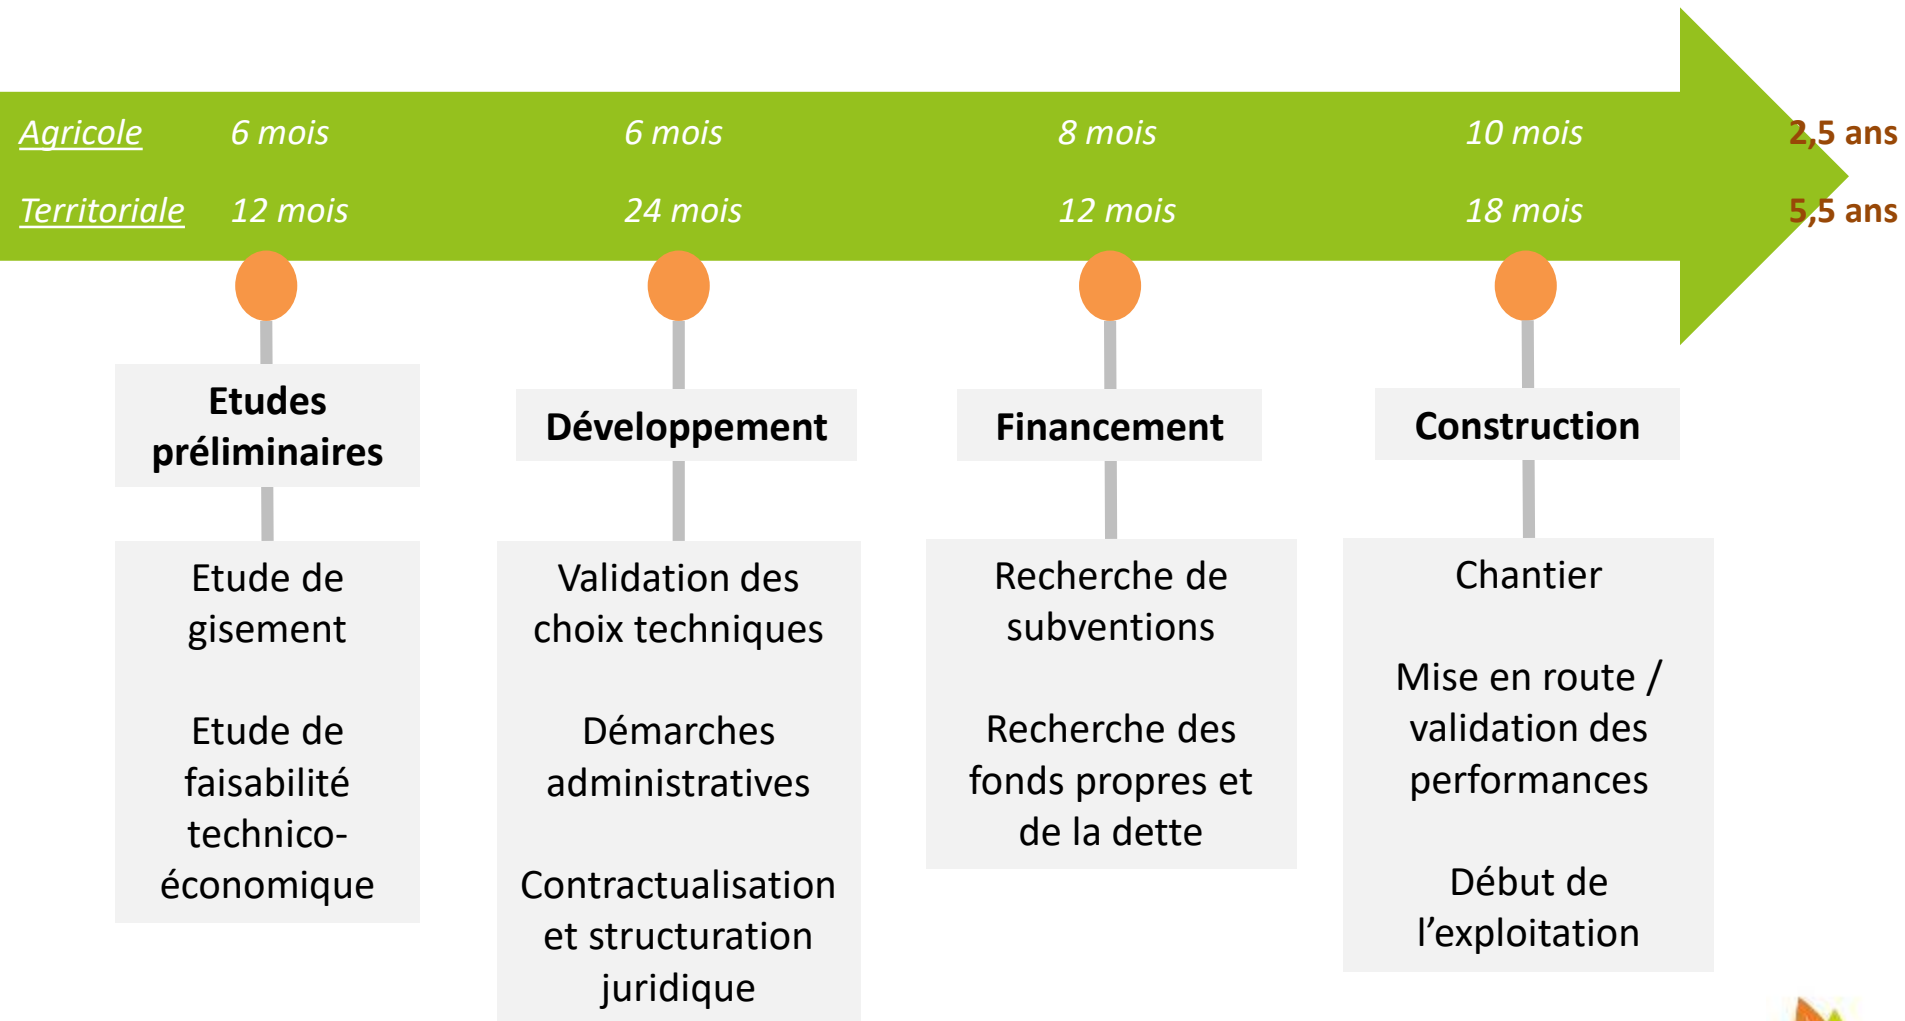 Agricole 6 mois 6 mois 8 mois 10 mois 2,5 ans
Territoriale 12 mois 24 mois 12 mois 18 mois 5,5 ans
Etudes
préliminaires
Etude de
gisement
Etude de
faisabilité
technico-
économique
Développement
Validation des
choix techniques
Démarches
administratives
Contractualisation
et structuration
juridique
Financement
Recherche de
subventions
Recherche des
fonds propres et
de la dette
Construction
Chantier
Mise en route /
validation des
performances
Début de
l’exploitation